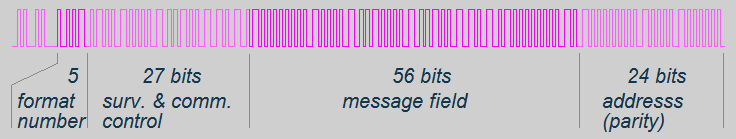 5 27 bits 56 bits 24 bits
format surv. & comm. message field addresss
number control (parity)